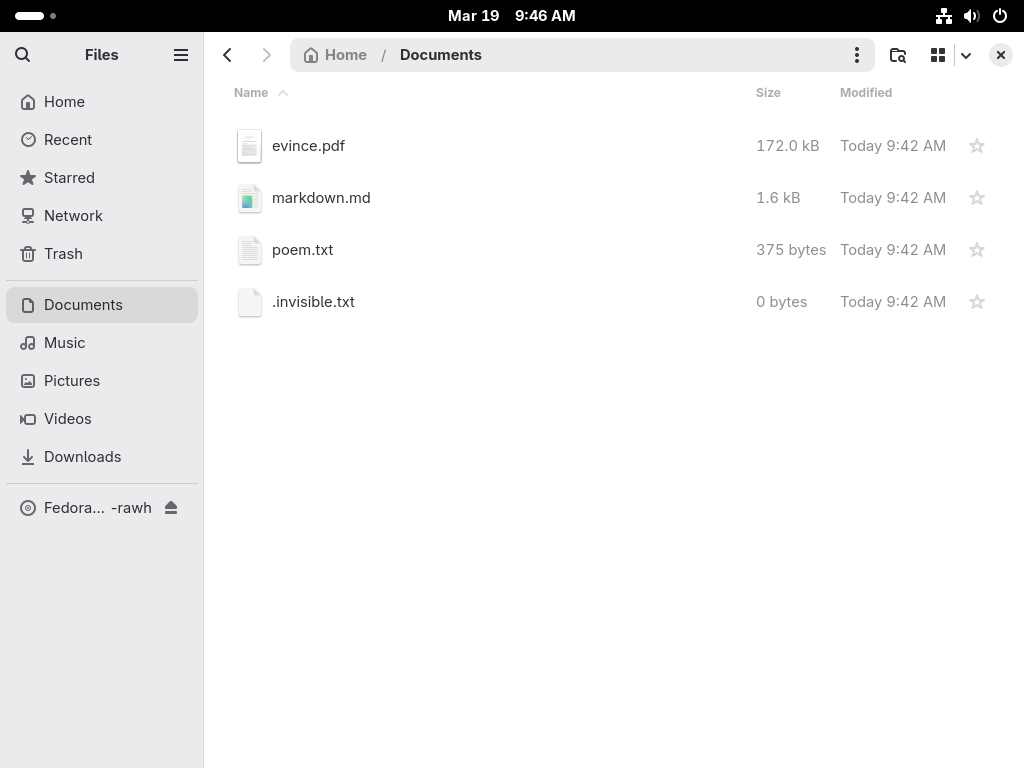 Mar 19 9:46 AM
Files
Home / Documents
Name Size Modified
Home
Recent
Starred
Network
Trash
Documents
Music
Pictures
Videos
Downloads
Fedora... -rawh
evince.pdf 172.0 kB Today 9:42 AM
markdown.md 1.6 kB Today 9:42 AM
poem.txt 375 bytes Today 9:42 AM
.invisible.txt 0 bytes Today 9:42 AM